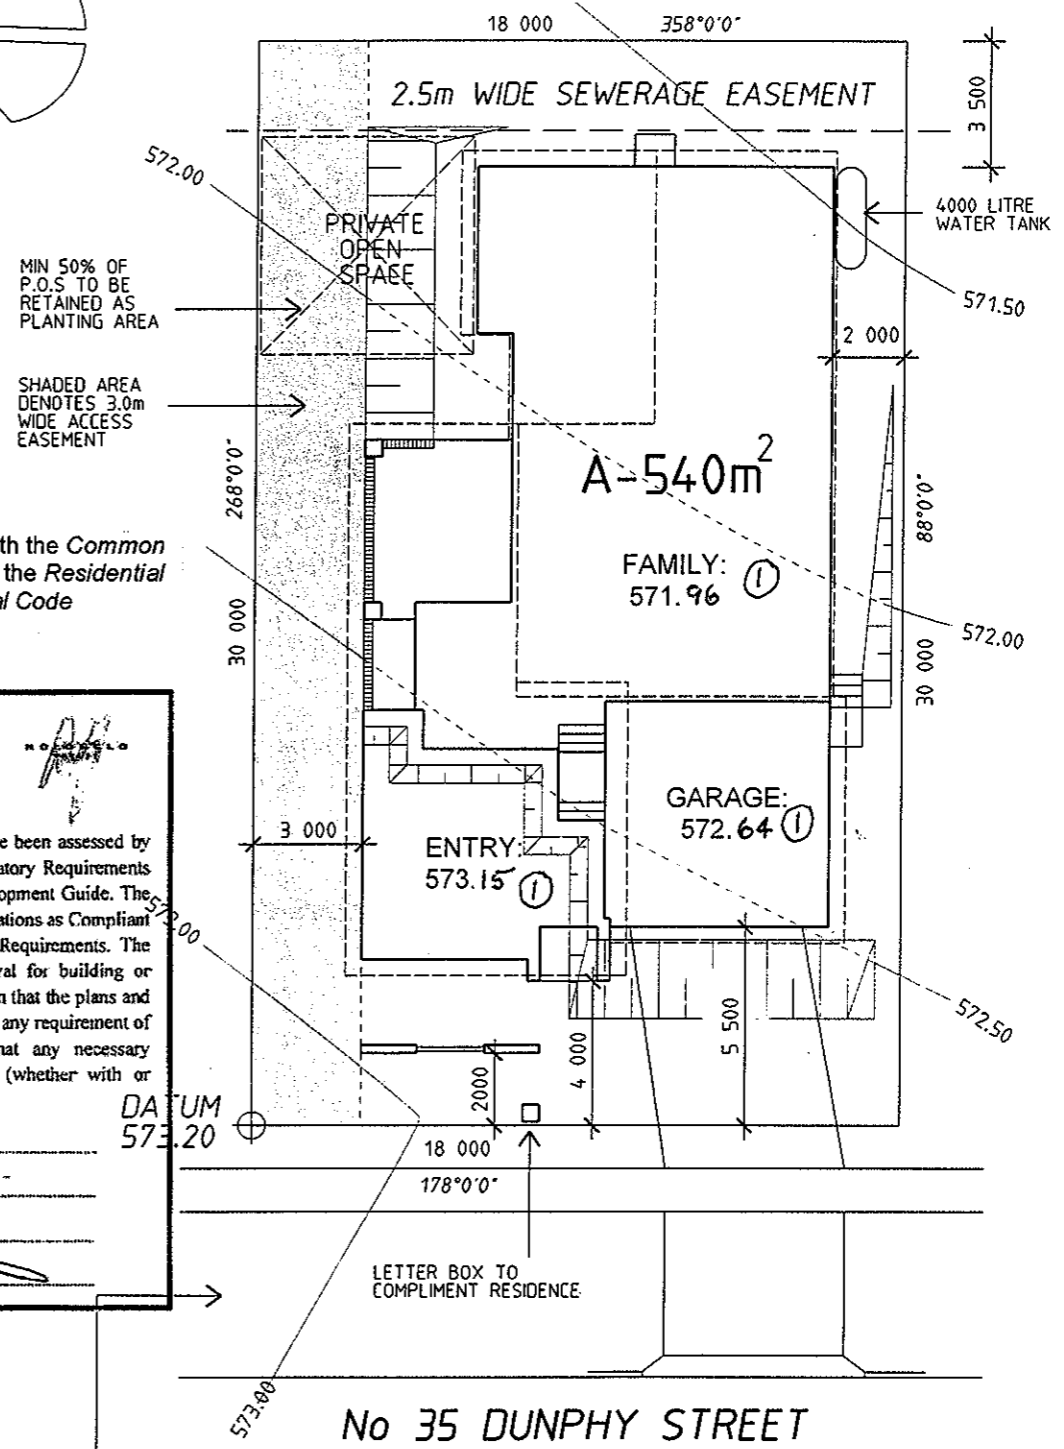 18 000
358°0'0"
2.5m WIDE SEWERAGE EASEMENT
3 500
572.00
4000 LITRE
WATER TANK
PRIVATE
OPEN
SPACE
MIN 50% OF
P.O.S TO BE
RETAINED AS
PLANTING AREA
571.50
2 000
SHADED AREA
DENOTES 3.0m
WIDE ACCESS
EASEMENT
268°0'0"
A-540m²
88°0'0"
th the Common
the Residential
al Code
FAMILY:
571.96 1
572.00
30 000
30 000
GARAGE:
572.64 1
3 000
ENTRY:
573.15 1
e been assessed by
atory Requirements
opment Guide. The
ations as Compliant
Requirements. The
al for building or
n that the plans and
any requirement of
at any necessary
(whether with or
573.00
572.50
5 500
4 000
2000
DATUM
573.20
18 000
178°0'0"
LETTER BOX TO
COMPLIMENT RESIDENCE
573.00
No 35 DUNPHY STREET